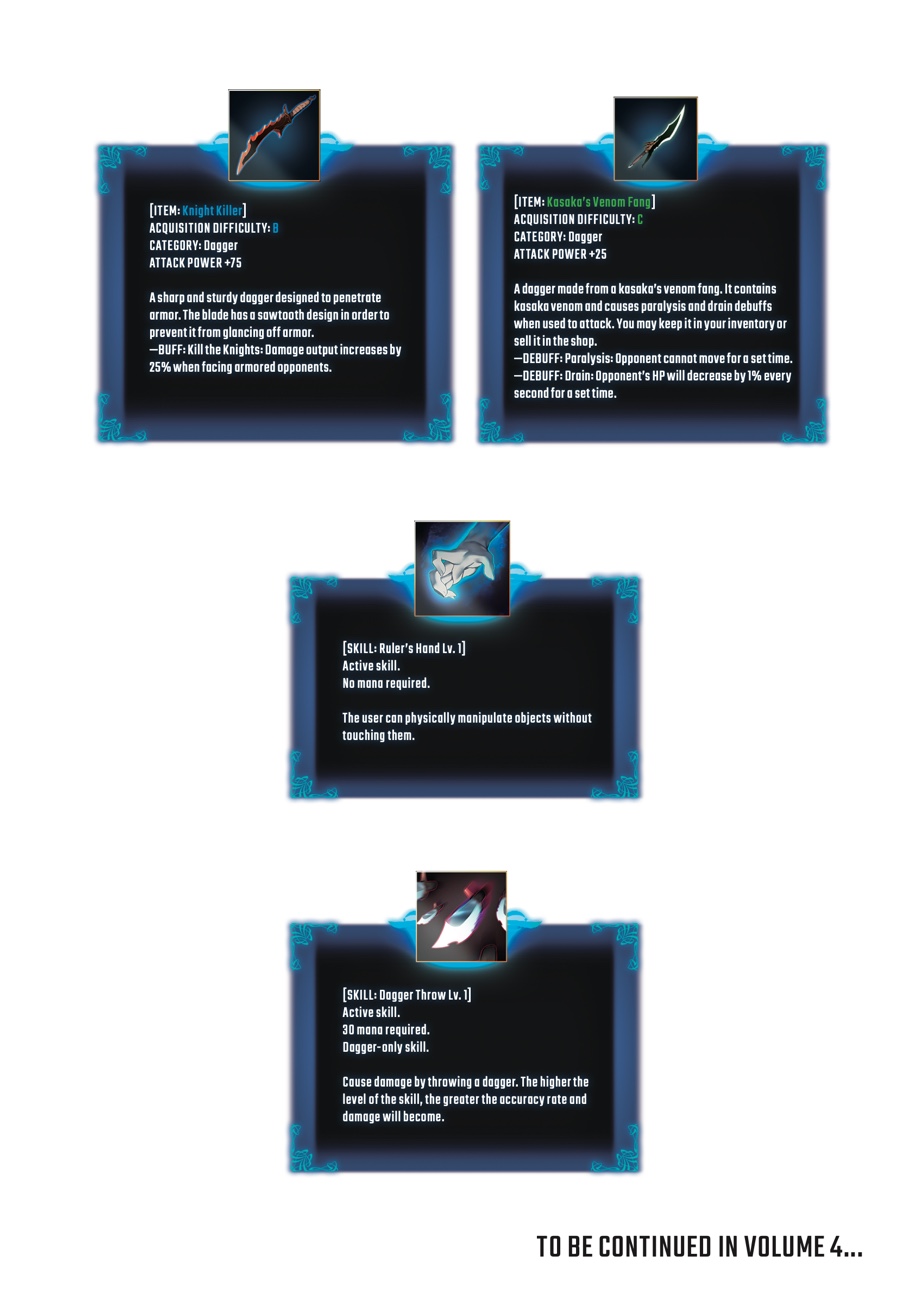 [ITEM: Knight Killer]
ACQUISITION DIFFICULTY: B
CATEGORY: Dagger
ATTACK POWER +75
A sharp and sturdy dagger designed to penetrate
armor. The blade has a sawtooth design in order to
prevent it from glancing off armor.
—BUFF: Kill the Knights: Damage output increases by
25% when facing armored opponents.
[ITEM: Kasaka's Venom Fang]
ACQUISITION DIFFICULTY: C
CATEGORY: Dagger
ATTACK POWER +25
A dagger made from a kasaka's venom fang. It contains
kasaka venom and causes paralysis and drain debuffs
when used to attack. You may keep it in your inventory or
sell it in the shop.
—DEBUFF: Paralysis: Opponent cannot move for a set time.
—DEBUFF: Drain: Opponent's HP will decrease by 1% every
second for a set time.
[SKILL: Ruler's Hand Lv. 1]
Active skill.
No mana required.
The user can physically manipulate objects without
touching them.
[SKILL: Dagger Throw Lv. 1]
Active skill.
30 mana required.
Dagger-only skill.
Cause damage by throwing a dagger. The higher the
level of the skill, the greater the accuracy rate and
damage will become.
TO BE CONTINUED IN VOLUME 4...